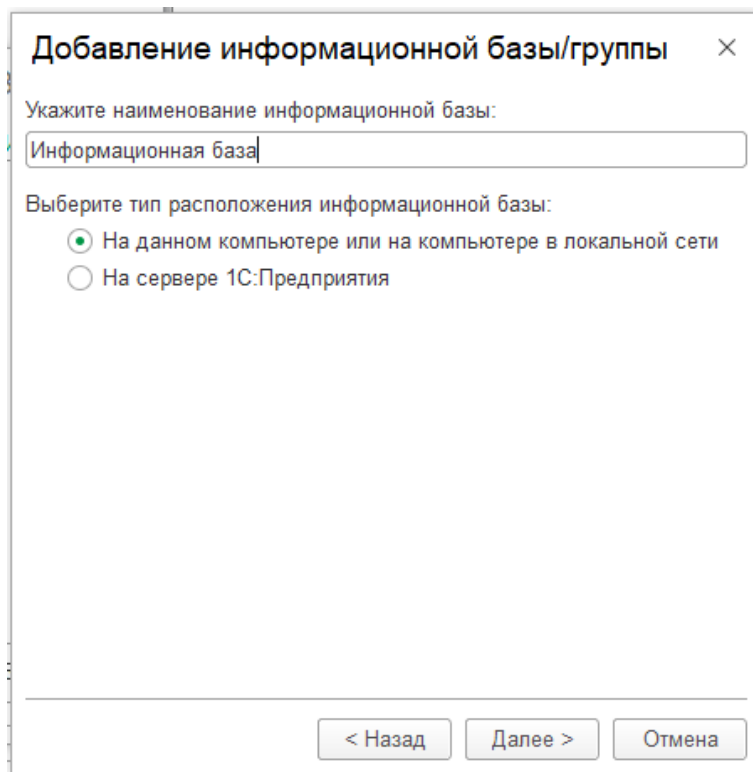 Добавление информационной базы/группы
Укажите наименование информационной базы:
Информационная база
Выберите тип расположения информационной базы:
На данном компьютере или на компьютере в локальной сети
На сервере 1С:Предприятия
< Назад
Далее >
Отмена